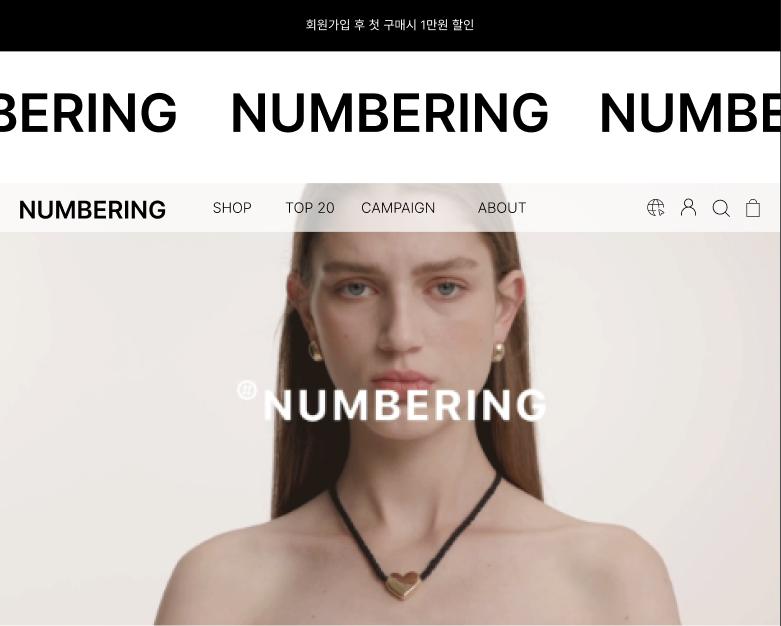 회원가입 후 첫 구매시 1만원 할인
BERING NUMBERING NUMBE
NUMBERING SHOP TOP 20 CAMPAIGN ABOUT
# NUMBERING